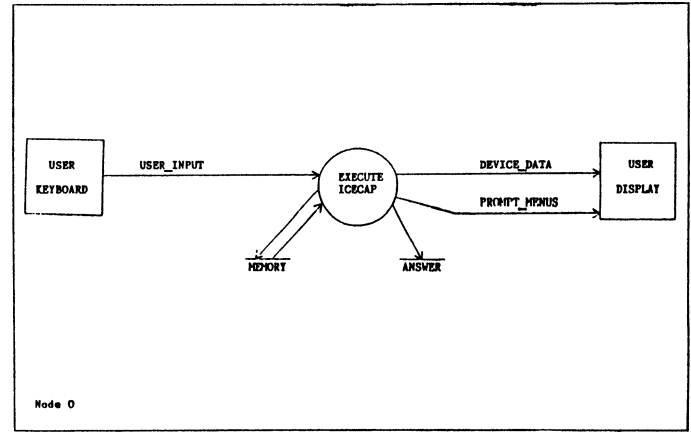 USER
KEYBOARD
USER_INPUT
EXECUTE
ICECAP
DEVICE_DATA
PROMPT_MENUS
USER
DISPLAY
MEMORY
ANSWER
Node 0